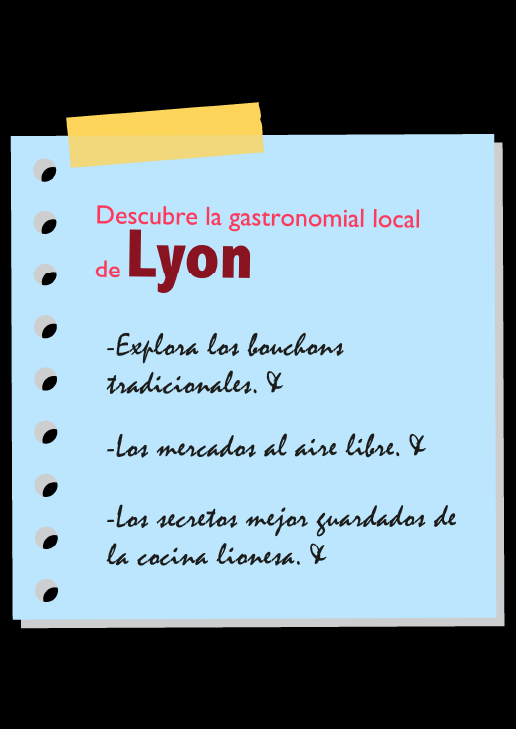 Descubre la gastronomial local
de Lyon
-Explora los bouchons
tradicionales. &
-Los mercados al aire libre. &
-Los secretos mejor guardados de
la cocina lionesa. &